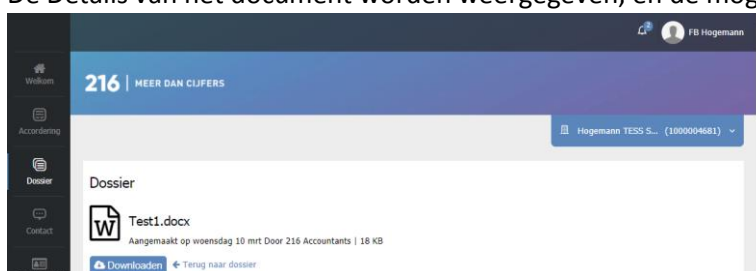 De Details van het document worden weergegeven, en de mog
2
FB Hogemann
Welkom
216 | MEER DAN CIJFERS
Accordering
Hogemann TESS S... (1000004681)
Dossier
Dossier
W
Test1.docx
Contact
Aangemaakt op woensdag 10 mrt Door 216 Accountants | 18 KB
Downloaden
Terug naar dossier